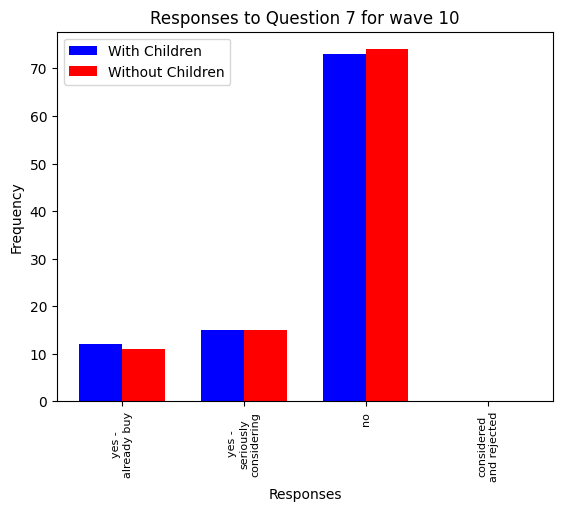 Responses to Question 7 for wave 10
With Children
Without Children
Frequency
70
60
50
40
30
20
10
0
yes -
already buy
yes -
seriously
considering
no
considered
and rejected
Responses